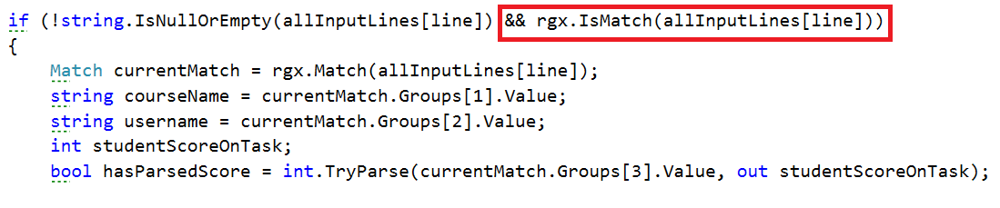 if (!string.IsNullOrEmpty(allInputLines[line]) && rgx.IsMatch(allInputLines[line]))
{
Match currentMatch = rgx.Match(allInputLines[line]);
string courseName = currentMatch.Groups[1].Value;
string username = currentMatch.Groups[2].Value;
int studentScoreOnTask;
bool hasParsedScore = int.TryParse(currentMatch.Groups[3].Value, out studentScoreOnTask);